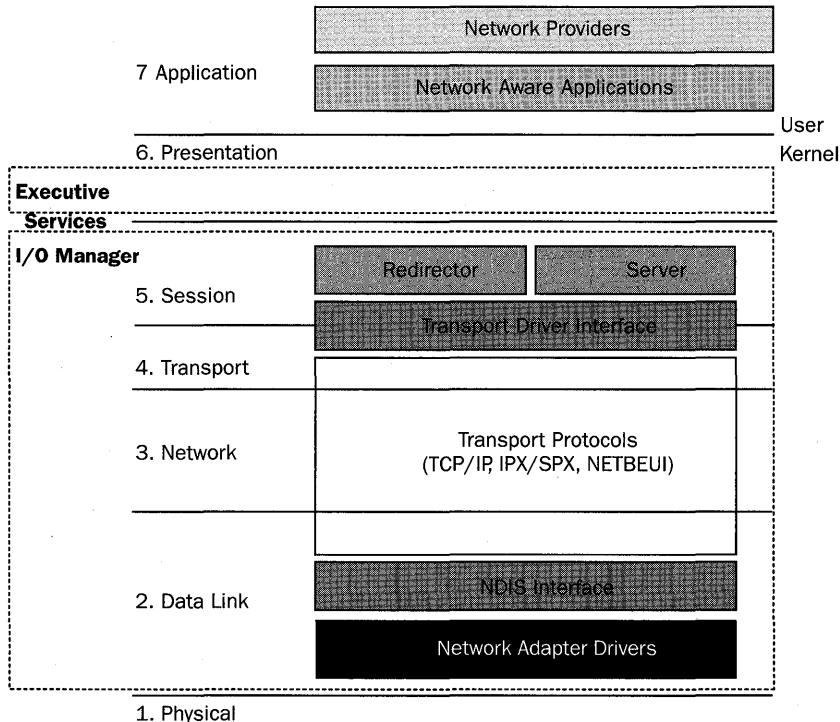 Network Providers
7 Application
Network Aware Applications
User
6. Presentation
Kernel
Executive
Services
I/O Manager
Redirector
Server
5. Session
Transport Driver Interface
4. Transport
Transport Protocols
3. Network
(TCP/IP, IPX/SPX, NETBEUI)
NDIS Interface
2. Data Link
Network Adapter Drivers
1. Physical